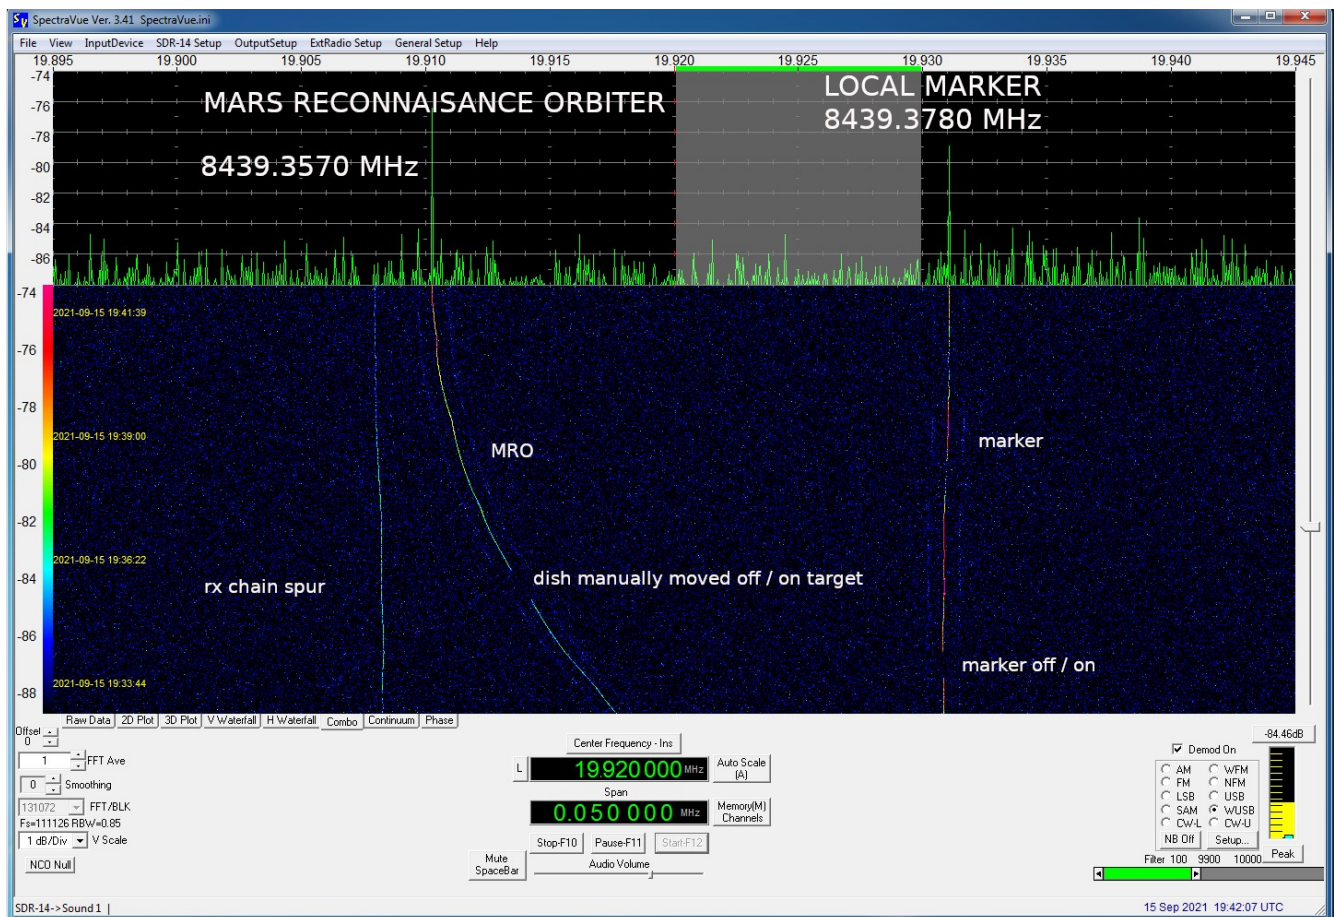 SpectraVue Ver. 3.41 SpectraVue.ini
File View InputDevice SDR-14 Setup OutputSetup ExtRadio Setup General Setup Help
19.895 19.900 19.905 19.910 19.915 19.920 19.925 19.930 19.935 19.940 19.945
-74
-76
-78
-80
-82
-84
-86
MARS RECONNAISANCE ORBITER
8439.3570 MHz
LOCAL MARKER
8439.3780 MHz
-74
-76
-78
-80
-82
-84
-86
-88
2021-09-15 19:41:39
2021-09-15 19:39:00
2021-09-15 19:36:22
2021-09-15 19:33:44
MRO
marker
rx chain spur
dish manually moved off / on target
marker off / on
Raw Data 2D Plot 3D Plot V Waterfall H Waterfall Combo Continuum Phase
Offset
0
1 FFT Ave
0 Smoothing
131072 FFT/BLK
Fs=111126 RBW=0.85
1 dB/Div V Scale
NCO Null
Center Frequency - Ins
L 19.920 000 MHz Auto Scale (A)
Span
0.050 000 MHz Memory(M) Channels
Stop-F10 Pause-F11 Start-F12
Mute SpaceBar
Audio Volume
-84.46dB
Demod On
AM WFM
FM NFM
LSB USB
SAM WUSB
CW-L CW-U
NB Off Setup...
Peak
Filter 100 9900 10000
SDR-14->Sound 1 |
15 Sep 2021 19:42:07 UTC